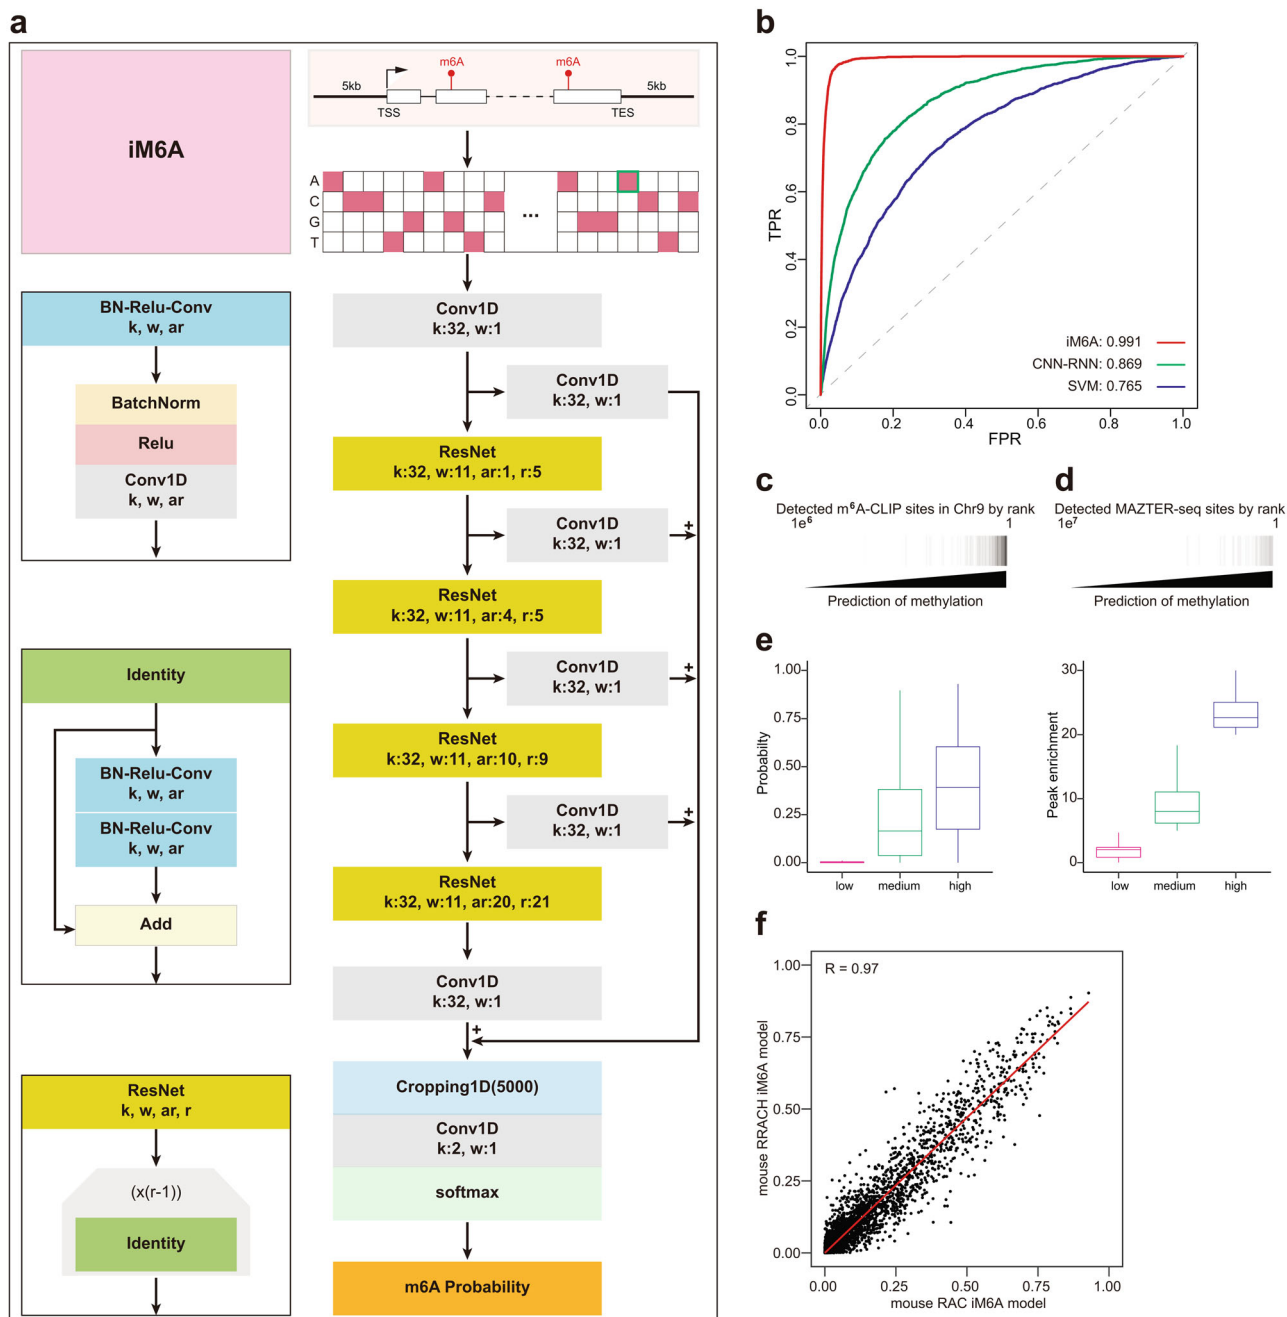 a
iM6A
5kb
m6A
m6A
5kb
TSS
TES
A
C
G
T
...
BN-Relu-Conv
k, w, ar
BatchNorm
Relu
Conv1D
k, w, ar
Identity
BN-Relu-Conv
k, w, ar
BN-Relu-Conv
k, w, ar
Add
ResNet
k, w, ar, r
(x(r-1))
Identity
Conv1D
k:32, w:1
Conv1D
k:32, w:1
ResNet
k:32, w:11, ar:1, r:5
Conv1D
k:32, w:1
+
ResNet
k:32, w:11, ar:4, r:5
Conv1D
k:32, w:1
+
ResNet
k:32, w:11, ar:10, r:9
Conv1D
k:32, w:1
+
ResNet
k:32, w:11, ar:20, r:21
Conv1D
k:32, w:1
+
Cropping1D(5000)
Conv1D
k:2, w:1
softmax
m6A Probability
b
TPR
1.0
0.8
0.6
0.4
0.2
0.0
iM6A: 0.991
CNN-RNN: 0.869
SVM: 0.765
0.0 0.2 0.4 0.6 0.8 1.0
FPR
c
Detected m⁶A-CLIP sites in Chr9 by rank
1e⁶ 1
Prediction of methylation
d
Detected MAZTER-seq sites by rank
1e⁷ 1
Prediction of methylation
e
Probabilty
1.00
0.75
0.50
0.25
0.00
low medium high
Peak enrichment
30
20
10
0
low medium high
f
R = 0.97
mouse RRACH iM6A model
1.00
0.75
0.50
0.25
0.00
0.00 0.25 0.50 0.75 1.00
mouse RAC iM6A model